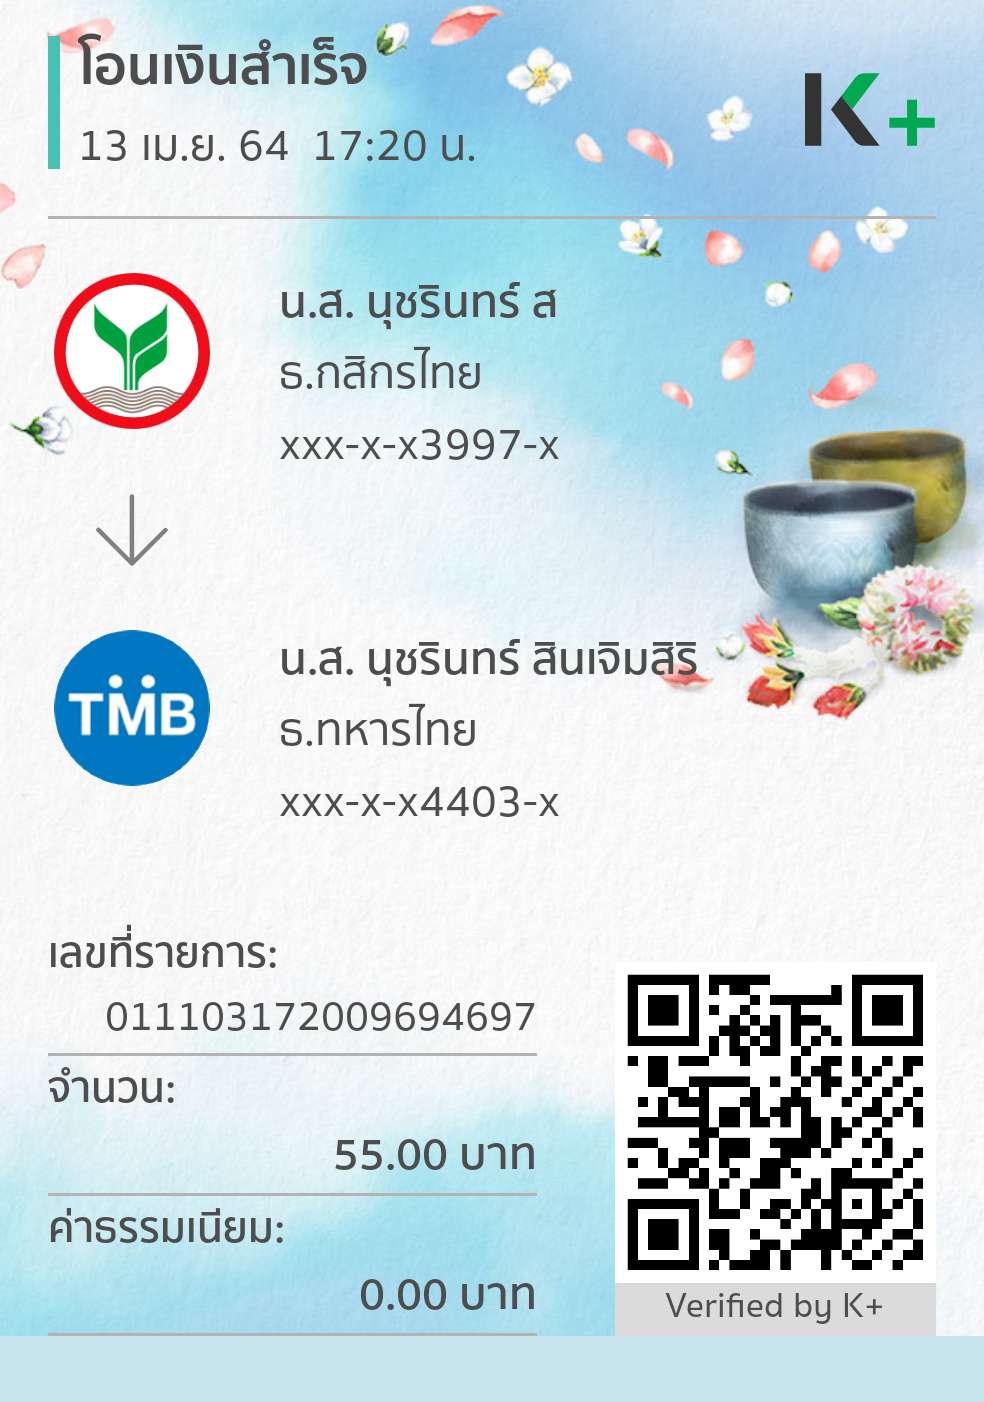 โอนเงินสำเร็จ
13 เม.ย. 64 17:20 น.
K+
น.ส. นุชรินทร์ ส
ธ.กสิกรไทย
xxx-x-x3997-x
TMB
น.ส. นุชรินทร์ สินเจิมสิริ
ธ.ทหารไทย
xxx-x-x4403-x
เลขที่รายการ:
011103172009694697
จำนวน:
55.00 บาท
ค่าธรรมเนียม:
0.00 บาท
Verified by K+